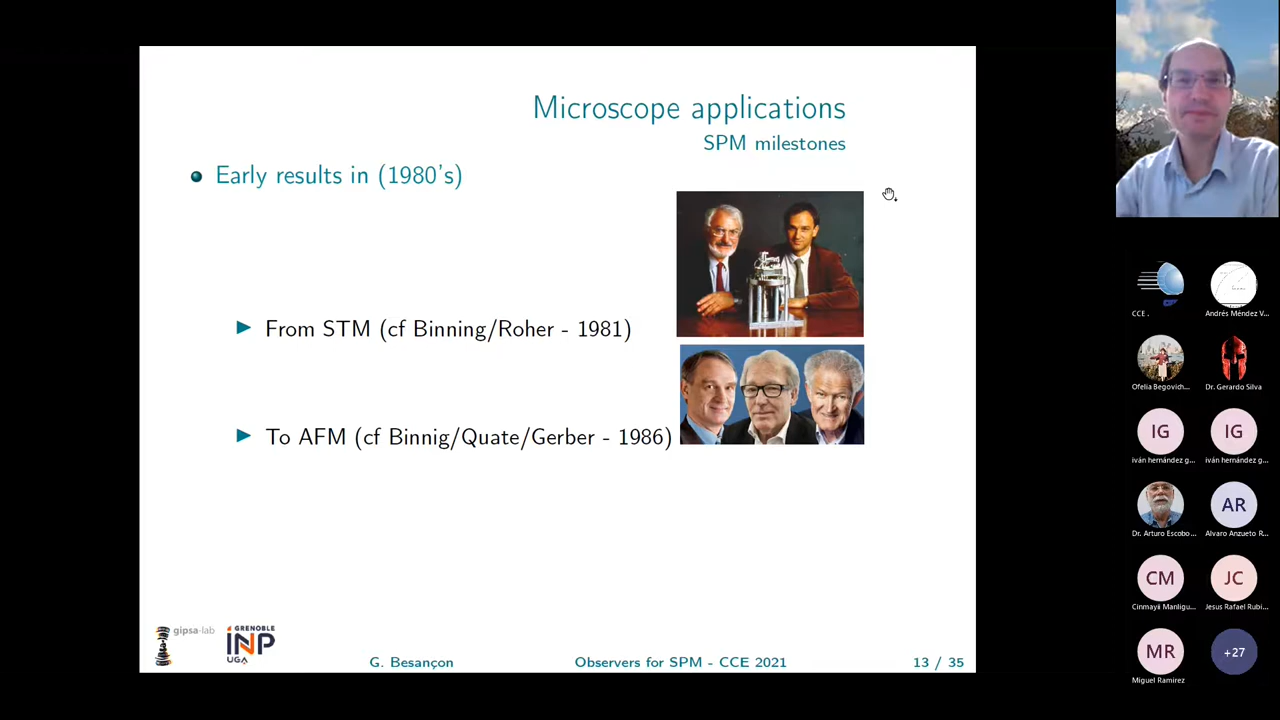 Microscope applications
SPM milestones
Early results in (1980's)
From STM (cf Binning/Roher - 1981)
To AFM (cf Binnig/Quate/Gerber - 1986)
gipsa-lab
GRENOBLE
INP
UGA
G. Besançon
Observers for SPM - CCE 2021
13 / 35
CCE .
Andrés Méndez V...
Ofelia Begovich...
Dr. Gerardo Silva
IG
IG
iván hernández g...
iván hernández g...
AR
Dr. Arturo Escobo...
Alvaro Anzueto R...
CM
JC
Cinmayii Manligu...
Jesus Rafael Rubi...
MR
+27
Miguel Ramirez